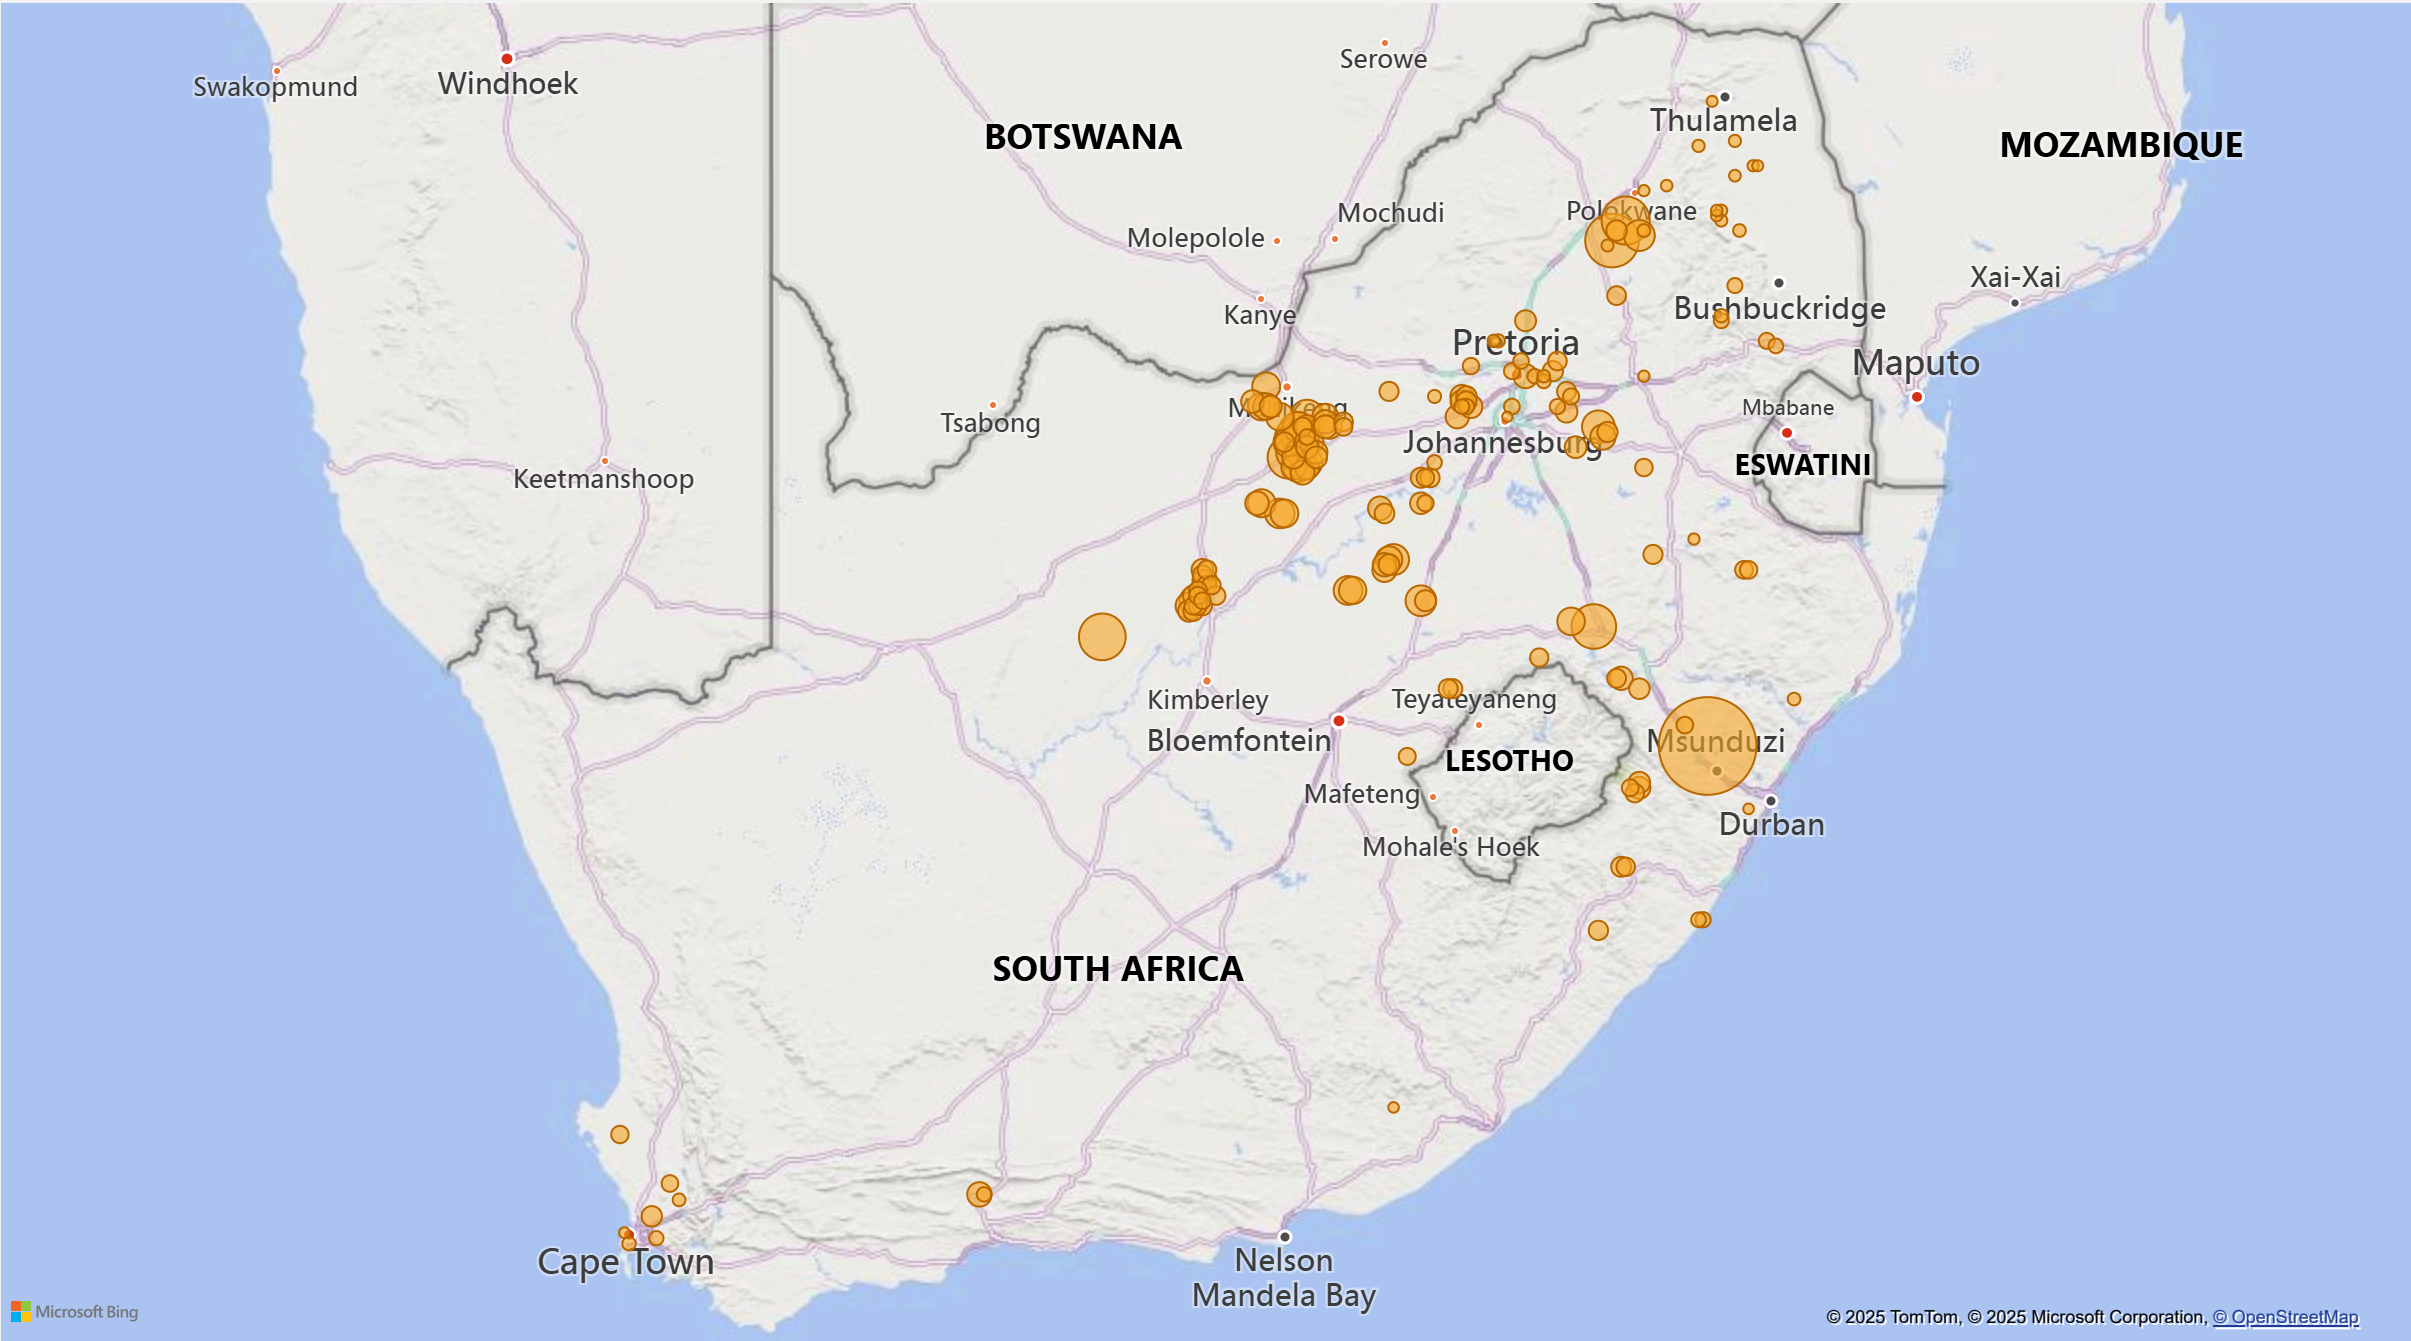 Serowe
Swakopmund
Windhoek
Thulamela
BOTSWANA
MOZAMBIQUE
Mochudi
Polokwane
Molepolole
Xai-Xai
Kanye
Bushbuckridge
Pretoria
Maputo
Mbabane
Tsabong
Johannesburg
ESWATINI
Keetmanshoop
Kimberley
Teyateyaneng
Bloemfontein
Msunduzi
LESOTHO
Mafeteng
Durban
Mohale's Hoek
SOUTH AFRICA
Cape Town
Nelson
Mandela Bay
Microsoft Bing
© 2025 TomTom, © 2025 Microsoft Corporation, © OpenStreetMap